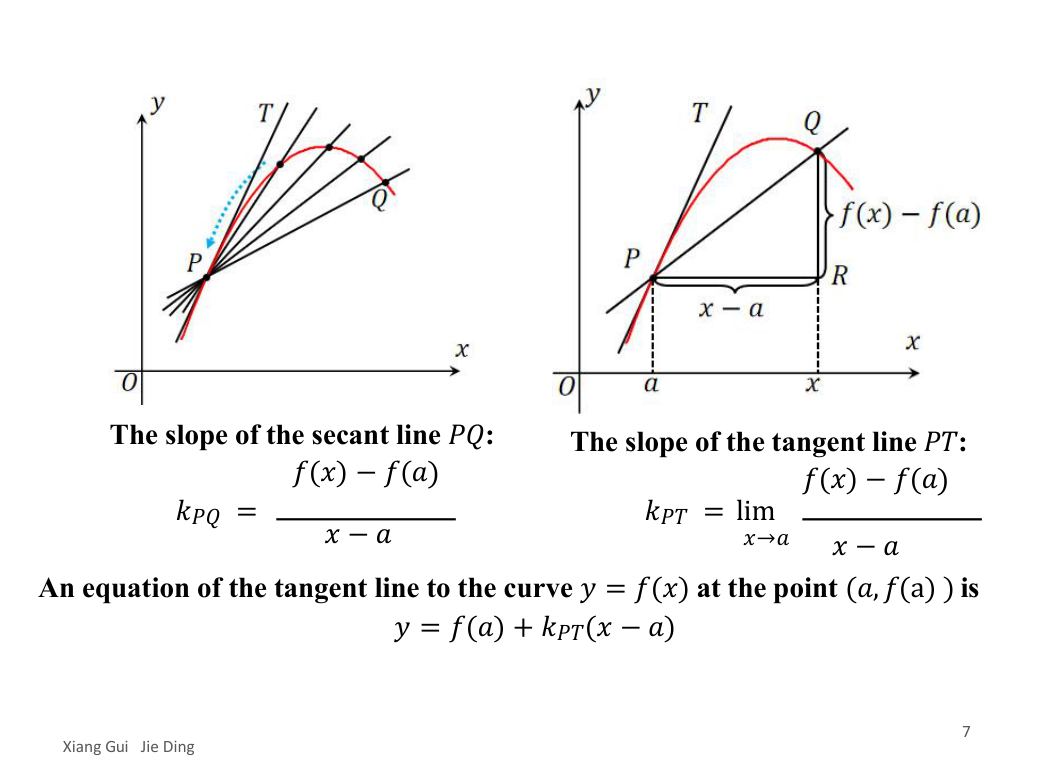 y
T
Q
P
x
O
y
T
Q
f(x) − f(a)
P
R
x − a
x
O
a
x
The slope of the secant line PQ:
f(x) − f(a)
k_PQ =
x − a
The slope of the tangent line PT:
f(x) − f(a)
k_PT = lim
x→a
x − a
An equation of the tangent line to the curve y = f(x) at the point (a, f(a) ) is
y = f(a) + k_PT(x − a)
Xiang Gui Jie Ding
7